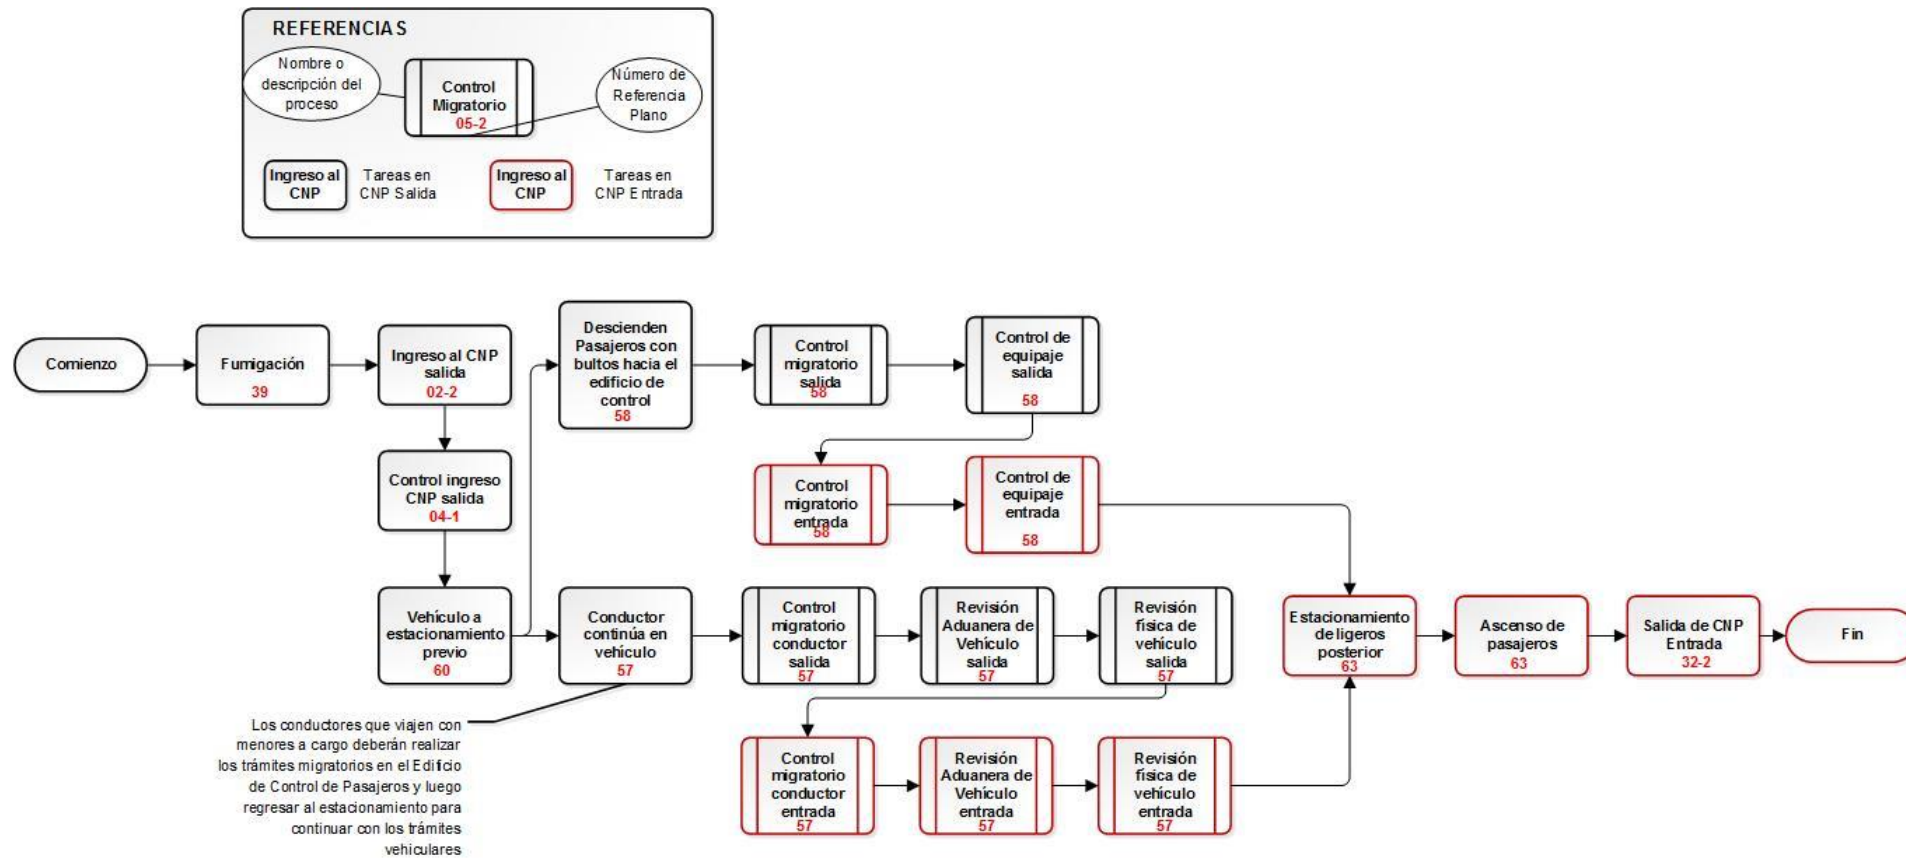 REFERENCIAS
Nombre o
descripción del
proceso
Control
Migratorio
05-2
Número de
Referencia
Plano
Ingreso al
CNP
Tareas en
CNP Salida
Ingreso al
CNP
Tareas en
CNP Entrada
Comienzo
Fumigación
39
Ingreso al CNP
salida
02-2
Control ingreso
CNP salida
04-1
Vehículo a
estacionamiento
previo
60
Descienden
Pasajeros con
bultos hacia el
edificio de
control
58
Control
migratorio
salida
58
Control de
equipaje
salida
58
Control
migratorio
entrada
58
Control de
equipaje
entrada
58
Conductor
continúa en
vehículo
57
Control
migratorio
conductor
salida
57
Revisión
Aduanera de
Vehículo
salida
57
Revisión
física de
vehículo
salida
57
Los conductores que viajen con
menores a cargo deberán realizar
los trámites migratorios en el Edificio
de Control de Pasajeros y luego
regresar al estacionamiento para
continuar con los trámites
vehiculares
Control
migratorio
conductor
entrada
57
Revisión
Aduanera de
Vehículo
entrada
57
Revisión
física de
vehículo
entrada
57
Estacionamiento
de ligeros
posterior
63
Ascenso de
pasajeros
63
Salida de CNP
Entrada
32-2
Fin